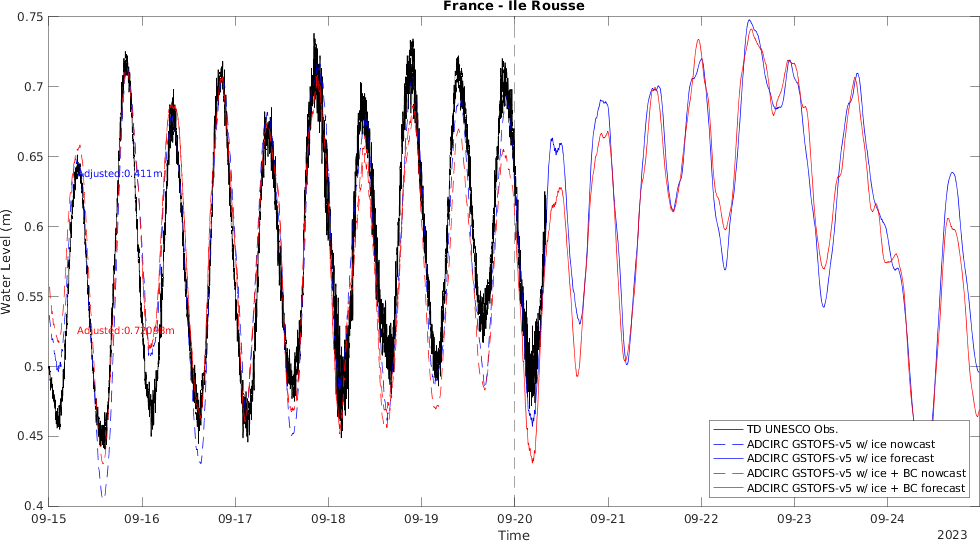 France - Ile Rousse
0.75
0.7
0.65
0.6
0.55
0.5
0.45
0.4
Water Level (m)
Adjusted:0.411m
Adjusted:0.72093m
TD UNESCO Obs.
ADCIRC GSTOFS-v5 w/ ice nowcast
ADCIRC GSTOFS-v5 w/ ice forecast
ADCIRC GSTOFS-v5 w/ ice + BC nowcast
ADCIRC GSTOFS-v5 w/ ice + BC forecast
09-15 09-16 09-17 09-18 09-19 09-20 09-21 09-22 09-23 09-24
Time
2023